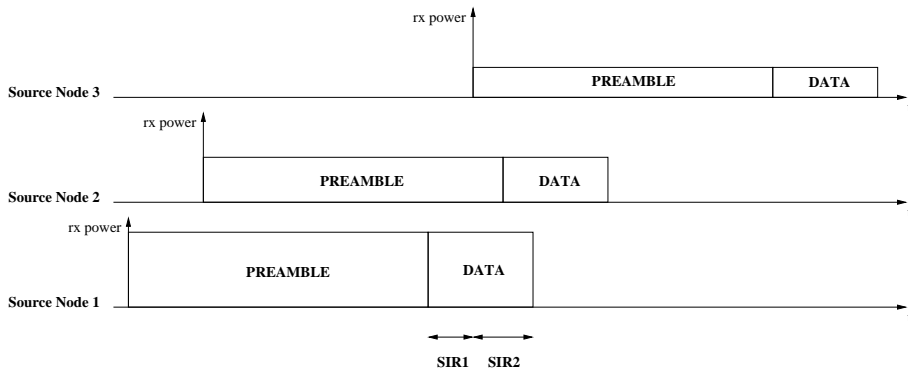 rx power
PREAMBLE DATA
Source Node 3
rx power
PREAMBLE DATA
Source Node 2
rx power
PREAMBLE DATA
Source Node 1
SIR1 SIR2